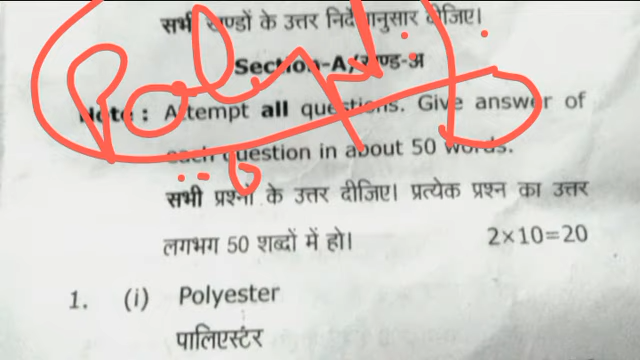 सभी खण्डों के उत्तर निर्देशानुसार दीजिए।
Section-A/खण्ड-अ
Note : Attempt all questions. Give answer of
each question in about 50 words.
सभी प्रश्नों के उत्तर दीजिए। प्रत्येक प्रश्न का उत्तर
लगभग 50 शब्दों में हो।
2×10=20
1. (i) Polyester
पालिएस्टर